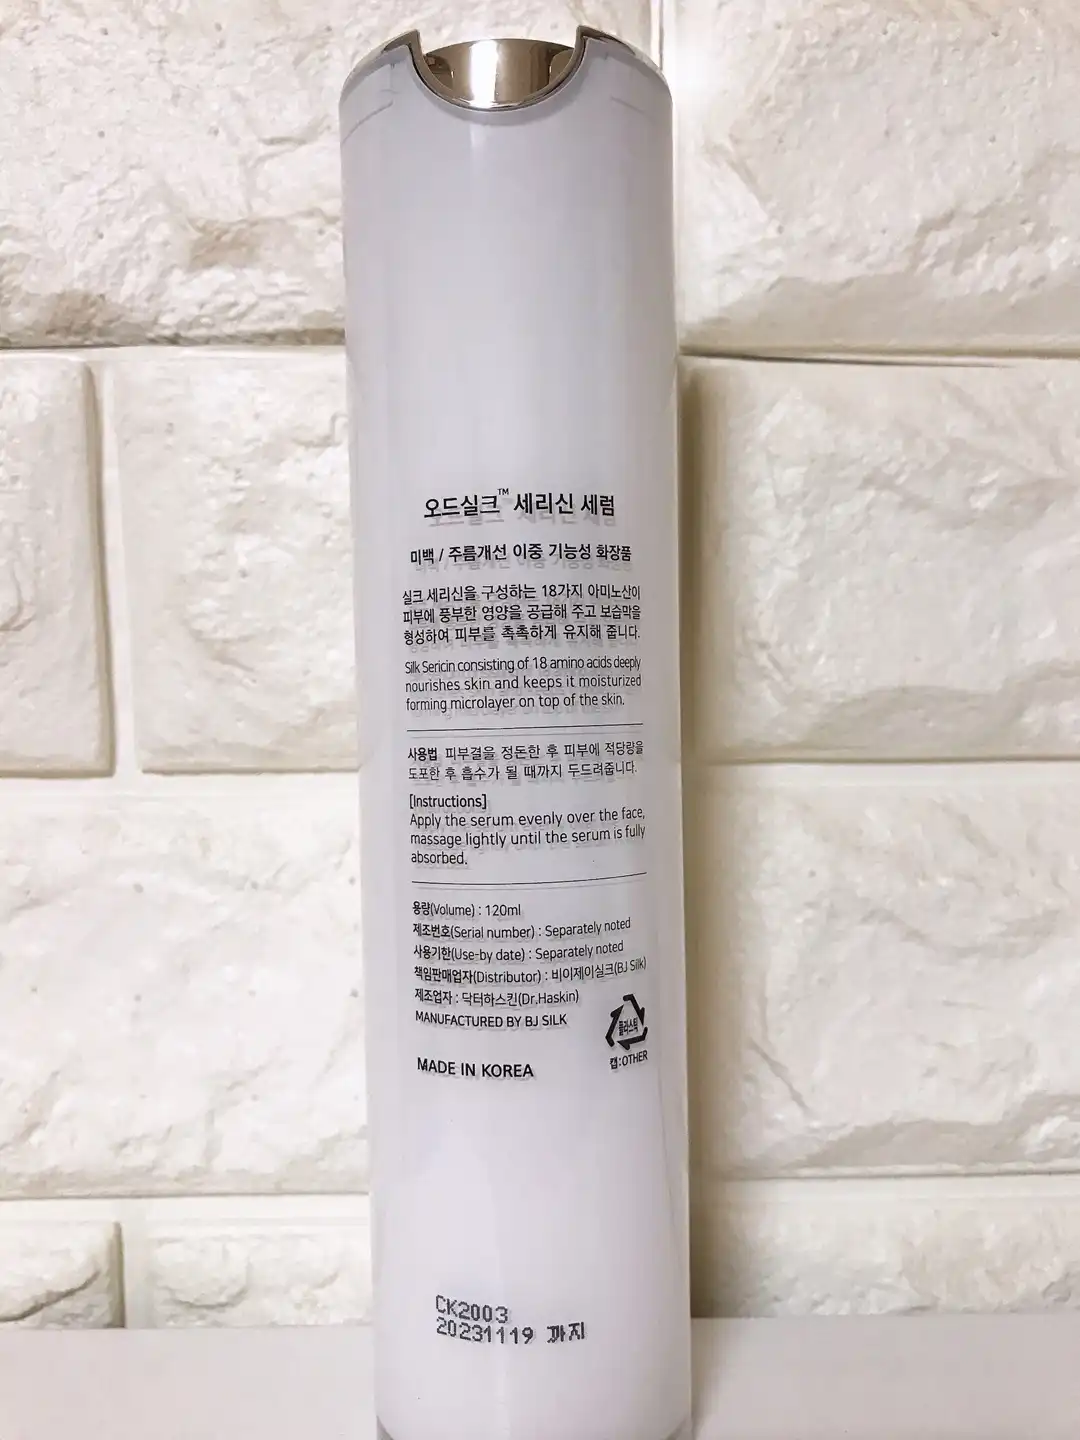 오드실크™ 세리신 세럼
미백 / 주름개선 이중 기능성 화장품
실크 세리신을 구성하는 18가지 아미노산이
피부에 풍부한 영양을 공급해 주고 보습막을
형성하여 피부를 촉촉하게 유지해 줍니다.
Silk Sericin consisting of 18 amino acids deeply
nourishes skin and keeps it moisturized
forming microlayer on top of the skin.
사용법 피부결을 정돈한 후 피부에 적당량을
도포한 후 흡수가 될 때까지 두드려줍니다.
[Instructions]
Apply the serum evenly over the face,
massage lightly until the serum is fully
absorbed.
용량(Volume) : 120ml
제조번호(Serial number) : Separately noted
사용기한(Use-by date) : Separately noted
책임판매업자(Distributor) : 비이제이실크(BJ Silk)
제조업자 : 닥터하스킨(Dr.Haskin)
MANUFACTURED BY BJ SILK
플라스틱
캡:OTHER
MADE IN KOREA
CK2003
20231119 까지